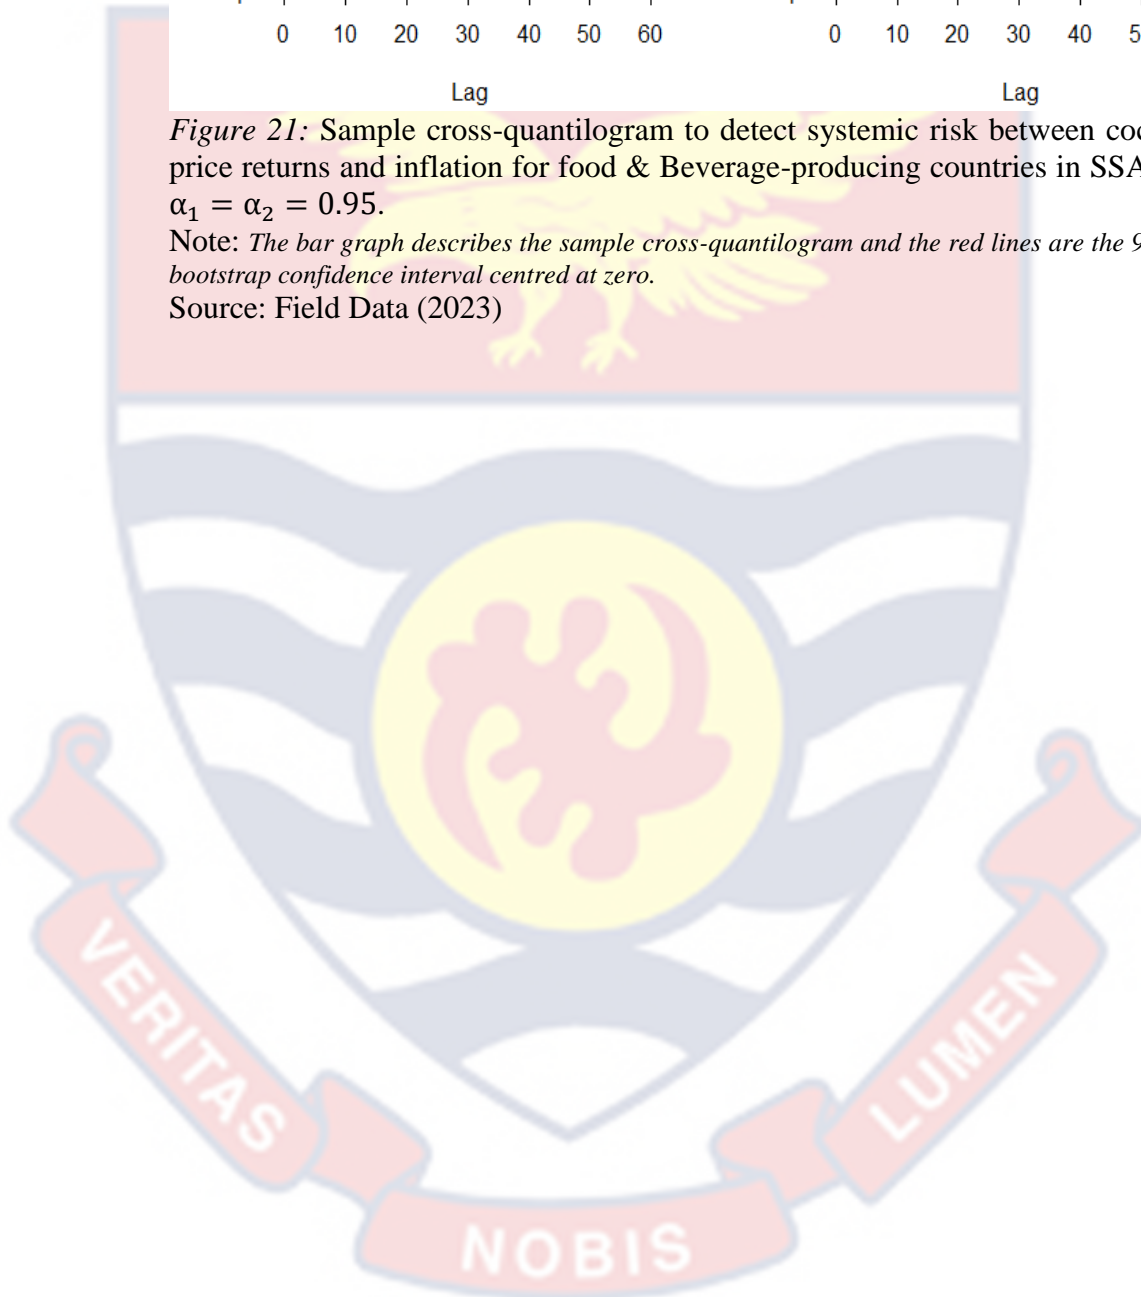 0 10 20 30 40 50 60 0 10 20 30 40
Lag Lag
Figure 21: Sample cross-quantilogram to detect systemic risk between
price returns and inflation for food & Beverage-producing countries in SSA
α₁ = α₂ = 0.95.
Note: The bar graph describes the sample cross-quantilogram and the red lines are the
bootstrap confidence interval centred at zero.
Source: Field Data (2023)
VERITAS
LUMEN
NOBIS